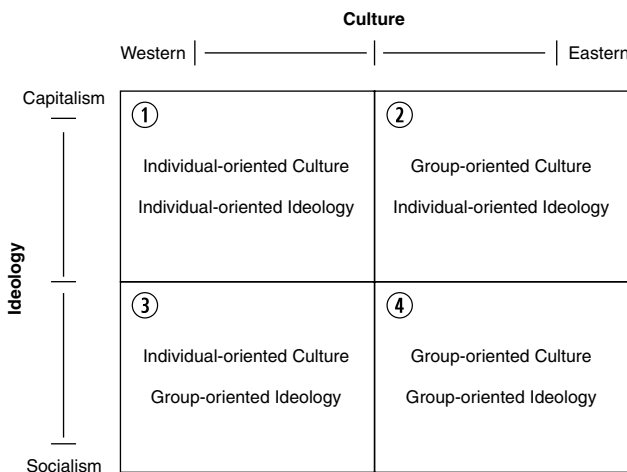 Culture
Western
Eastern
Capitalism
Ideology
Socialism
①
Individual-oriented Culture
Individual-oriented Ideology
②
Group-oriented Culture
Individual-oriented Ideology
③
Individual-oriented Culture
Group-oriented Ideology
④
Group-oriented Culture
Group-oriented Ideology